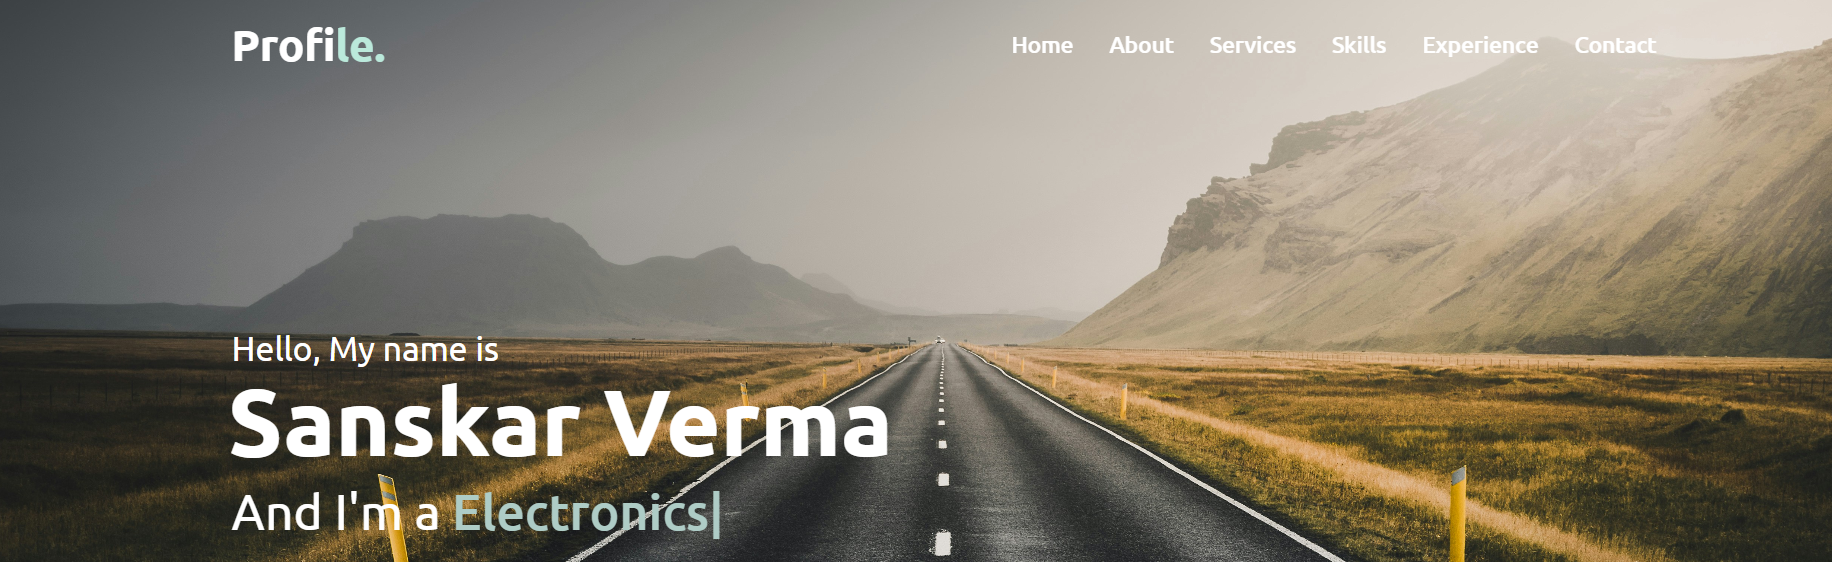 Profile.
Home About Services Skills Experience Contact
Hello, My name is
Sanskar Verma
And I'm a Electronics|